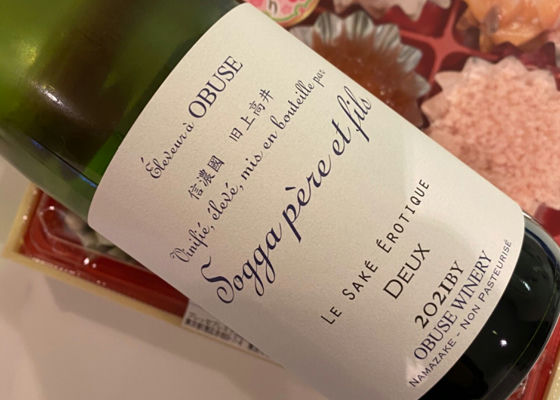 Éleveur à OBUSE
信濃國 旧上高井
Vinifié, élevé, mis en bouteille par
Sogga père et fils
LE SAKÉ ÉROTIQUE
DEUX
2021BY
OBUSE WINERY
NAMAZAKE - NON PASTEURISÉ